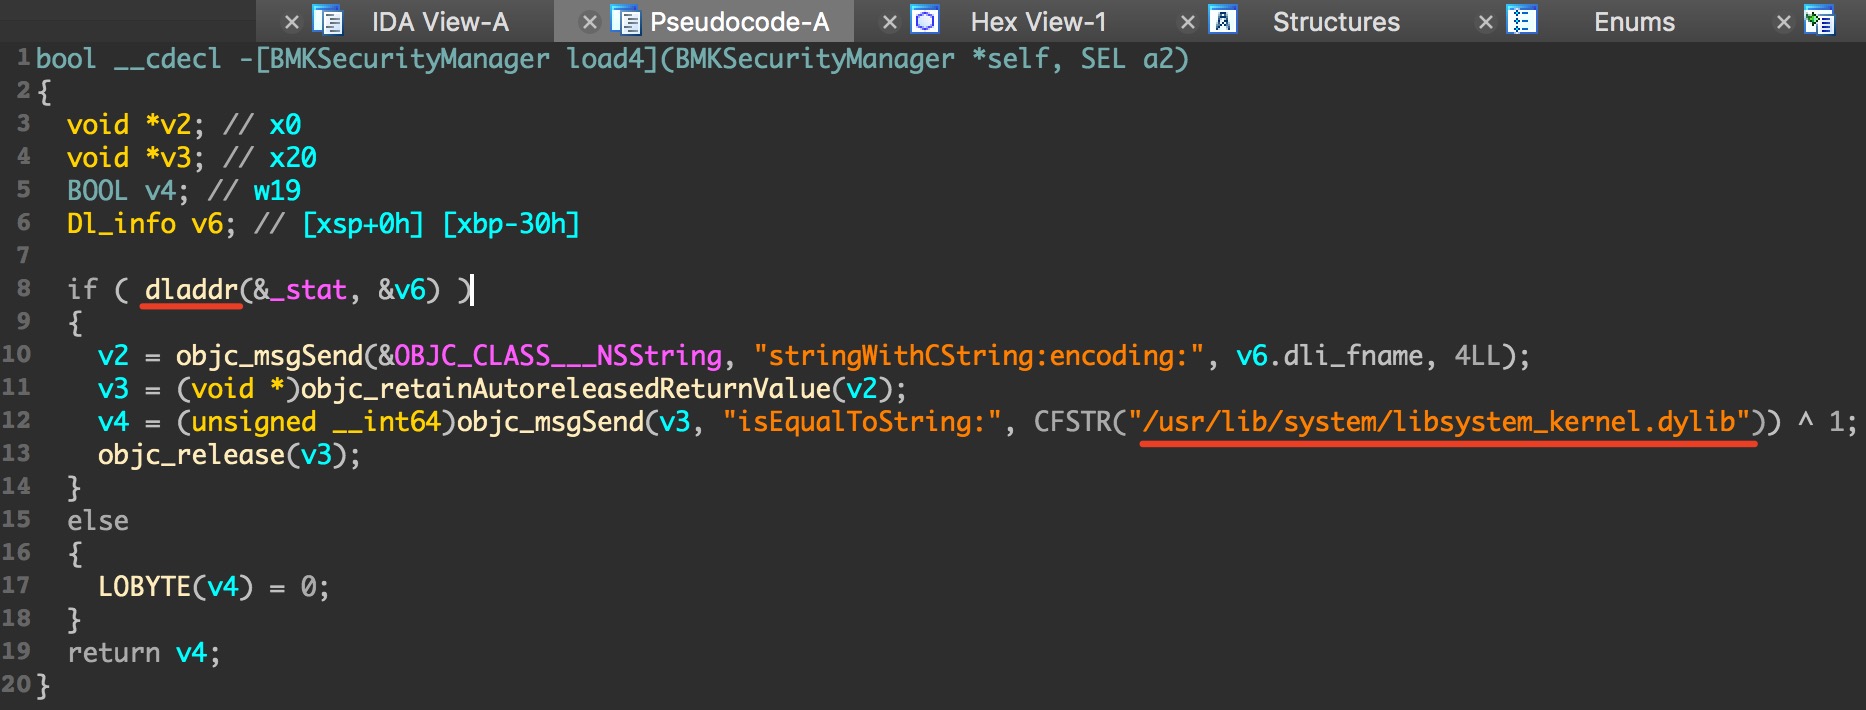 IDA View-A Pseudocode-A Hex View-1 Structures Enums
1 bool __cdecl -[BMKSecurityManager load4](BMKSecurityManager *self, SEL a2)
2 {
3 void *v2; // x0
4 void *v3; // x20
5 BOOL v4; // w19
6 Dl_info v6; // [xsp+0h] [xbp-30h]
7
8 if ( dladdr(&_stat, &v6) )
9 {
10 v2 = objc_msgSend(&OBJC_CLASS___NSString, "stringWithCString:encoding:", v6.dli_fname, 4LL);
11 v3 = (void *)objc_retainAutoreleasedReturnValue(v2);
12 v4 = (unsigned __int64)objc_msgSend(v3, "isEqualToString:", CFSTR("/usr/lib/system/libsystem_kernel.dylib")) ^ 1;
13 objc_release(v3);
14 }
15 else
16 {
17 LOBYTE(v4) = 0;
18 }
19 return v4;
20 }